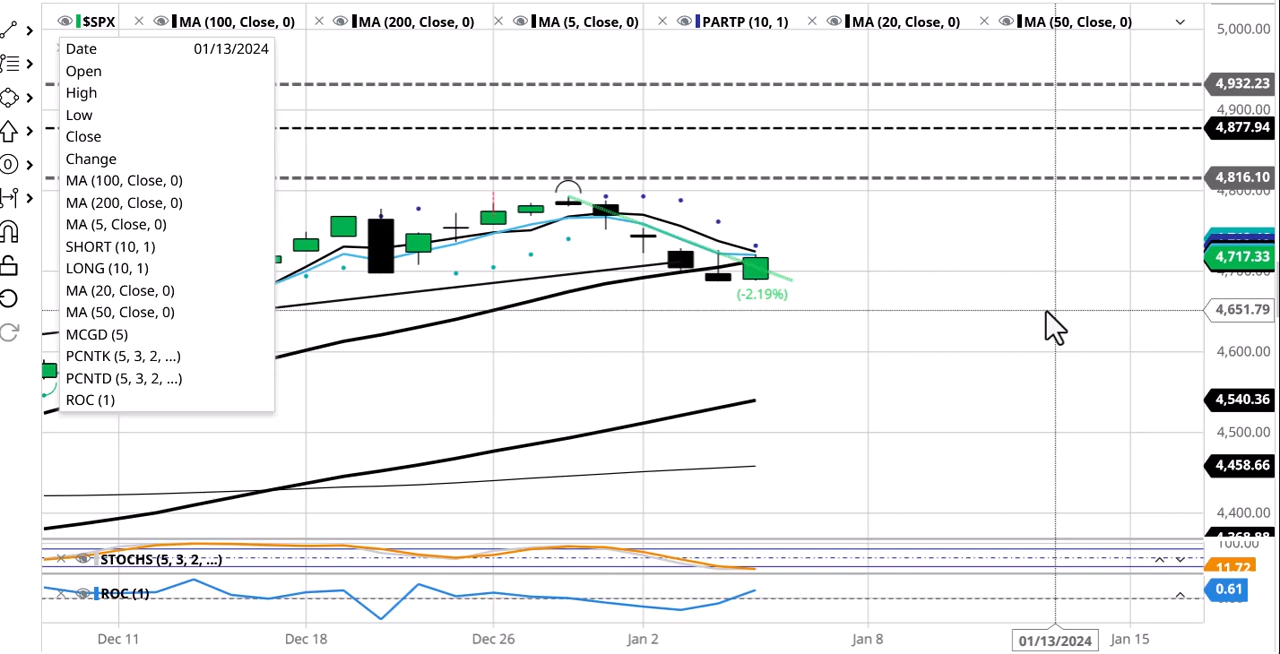 $SPX MA (100, Close, 0) MA (200, Close, 0) MA (5, Close, 0) PARTP (10, 1) MA (20, Close, 0) MA (50, Close, 0)
5,000.00
Date 01/13/2024
Open
High
Low
Close
Change
MA (100, Close, 0)
MA (200, Close, 0)
MA (5, Close, 0)
SHORT (10, 1)
LONG (10, 1)
MA (20, Close, 0)
MA (50, Close, 0)
MCGD (5)
PCNTK (5, 3, 2, ...)
PCNTD (5, 3, 2, ...)
ROC (1)
4,932.23
4,900.00
4,877.94
4,816.10
4,717.33
(-2.19%)
4,651.79
4,600.00
4,540.36
4,500.00
4,458.66
4,400.00
STOCHS (5, 3, 2, ...)
11.72
ROC (1)
0.61
Dec 11 Dec 18 Dec 26 Jan 2 Jan 8 01/13/2024 Jan 15